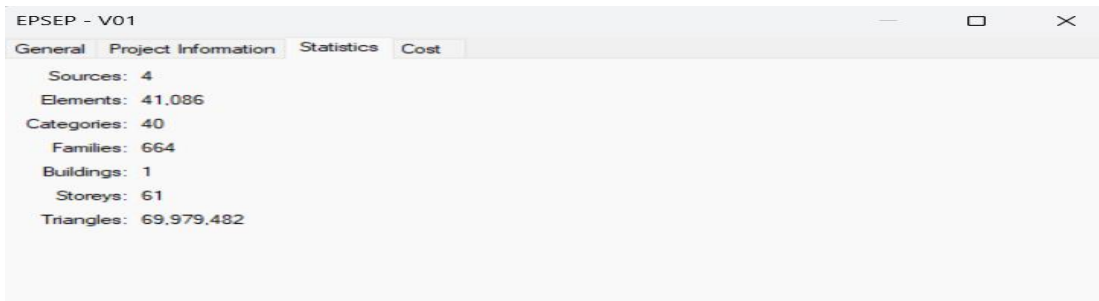 EPSEP - V01
General Project Information Statistics Cost
Sources: 4
Elements: 41,086
Categories: 40
Families: 664
Buildings: 1
Storeys: 61
Triangles: 69,979,482